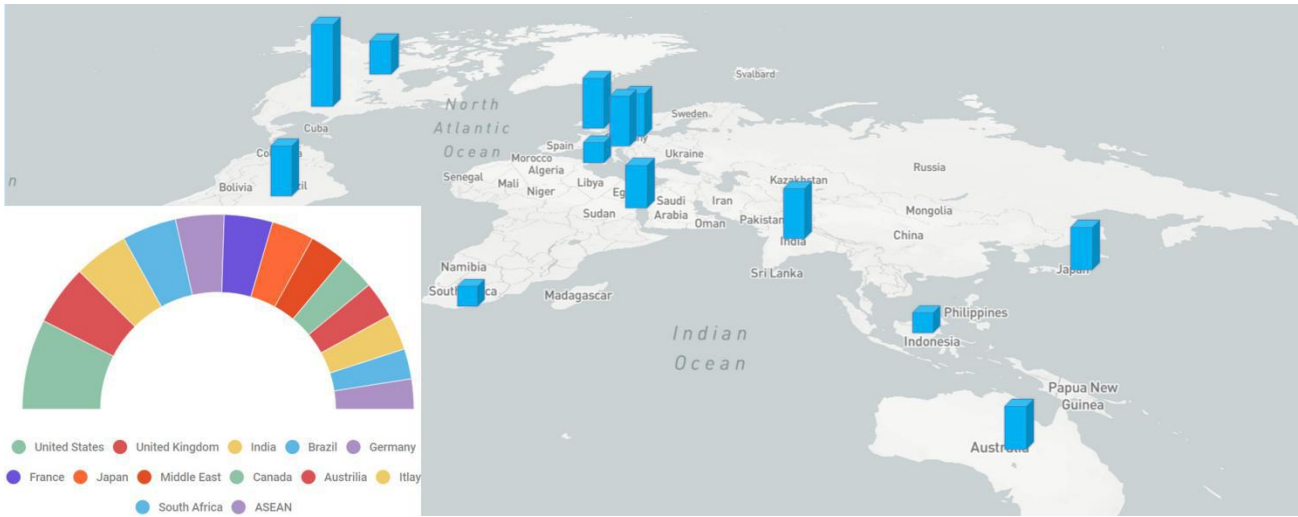 Svalbard
North
Atlantic
Ocean
Sweden
Cuba
Spain
Ukraine
Morocco
Algeria
Russia
Senegal
Mali
Niger
Libya
Kazakhstan
Bolivia
Saudi
Arabia
Iran
Mongolia
Sudan
Oman
Pakistan
China
India
Namibia
Sri Lanka
Japan
Madagascar
Philippines
Indonesia
Indian
Ocean
Papua New
Guinea
Australia
United States United Kingdom India Brazil Germany
France Japan Middle East Canada Austrilia Itlay
South Africa ASEAN